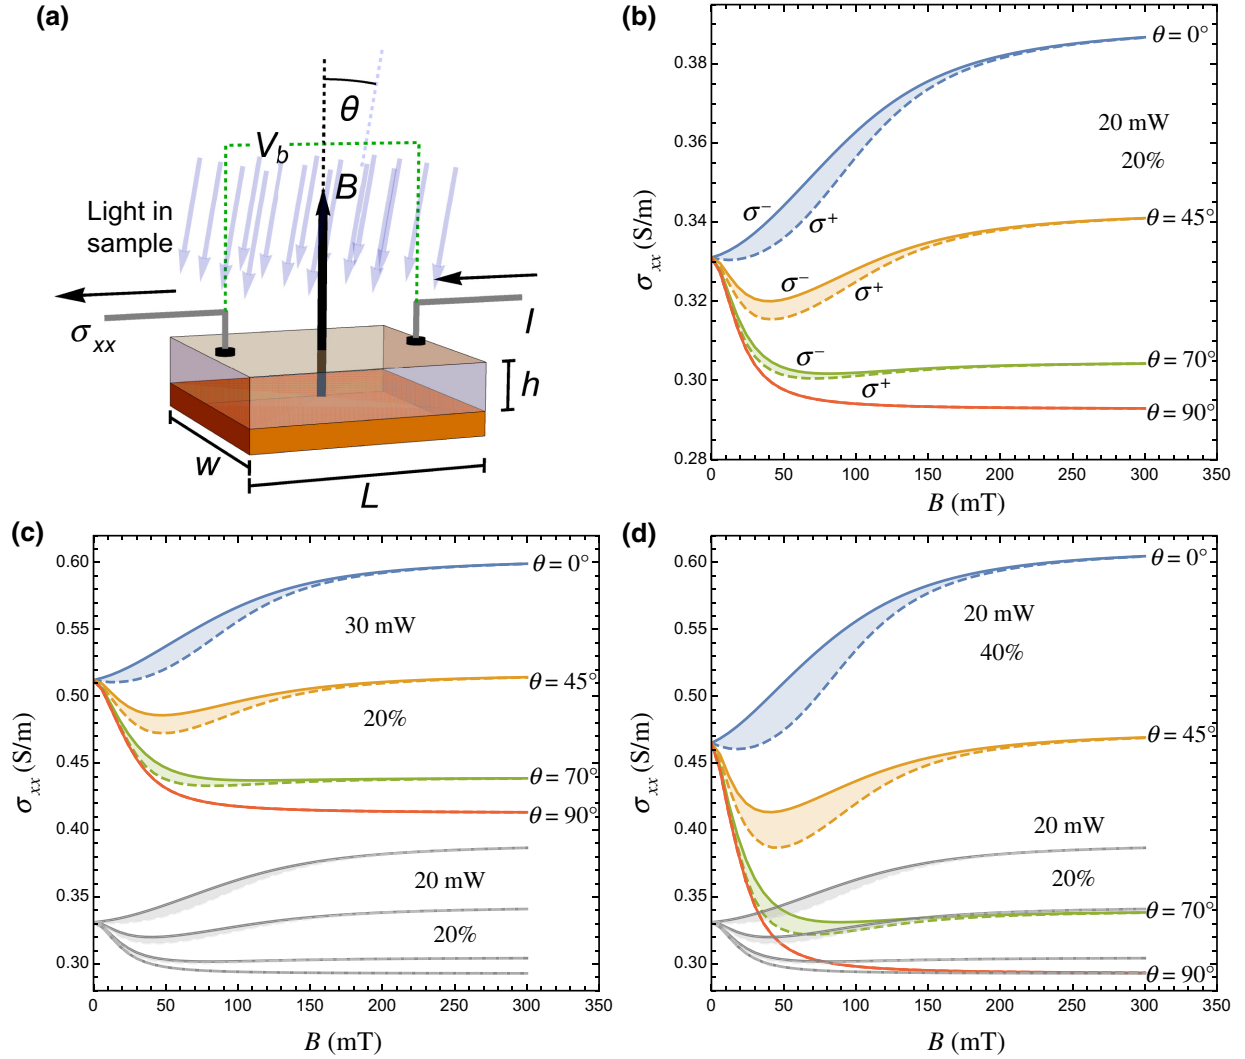 (a)
θ
V_b
B
Light in
sample
σ_xx
I
h
w
L
(b)
σ_xx (S/m)
0.38
0.36
0.34
0.32
0.30
0.28
θ = 0°
20 mW
20%
σ⁻
σ⁺
θ = 45°
σ⁻
σ⁺
θ = 70°
σ⁻
σ⁺
θ = 90°
0 50 100 150 200 250 300 350
B (mT)
(c)
σ_xx (S/m)
0.60
0.55
0.50
0.45
0.40
0.35
0.30
θ = 0°
30 mW
θ = 45°
20%
θ = 70°
θ = 90°
20 mW
20%
0 50 100 150 200 250 300 350
B (mT)
(d)
σ_xx (S/m)
0.60
0.55
0.50
0.45
0.40
0.35
0.30
θ = 0°
20 mW
40%
θ = 45°
20 mW
20%
θ = 70°
θ = 90°
0 50 100 150 200 250 300 350
B (mT)